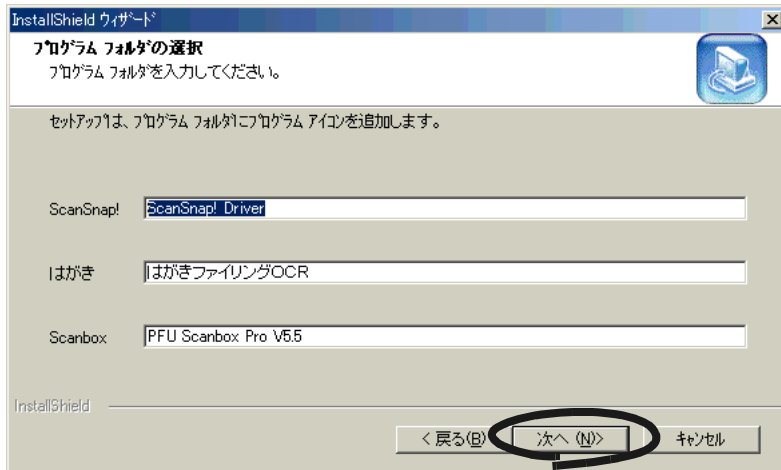 InstallShield ウィザード
プログラム フォルダの選択
プログラム フォルダを入力してください。
セットアップは、プログラム フォルダにプログラム アイコンを追加します。
ScanSnap! ScanSnap! Driver
はがき はがきファイリングOCR
Scanbox PFU Scanbox Pro V5.5
InstallShield
< 戻る(B) 次へ (N)> キャンセル